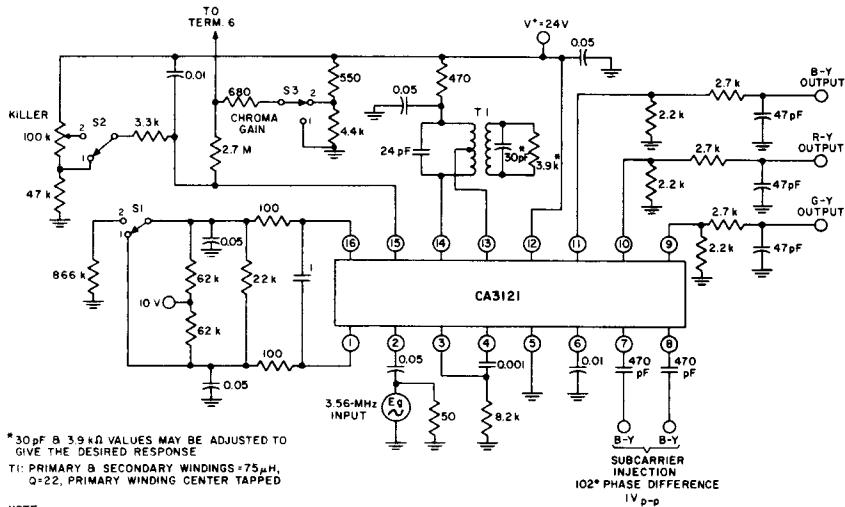 TO
TERM. 6
V+=24V
0.05
B-Y
OUTPUT
0.01
550
470
0.05
2.7k
680
S3
2
1
CHROMA
GAIN
4.4k
T1
2.2k
47pF
KILLER
100k
2
S2
1
3.3k
R-Y
OUTPUT
2.7k
24pF
30pF
*
3.9k*
2.2k
47pF
2.7 M
47k
G-Y
OUTPUT
2.7k
2.2k
47pF
2
S1
1
100
0.05
16
15
14
13
12
11
10
9
866k
62k
22k
1
10V
62k
CA3121
100
1
2
3
4
5
6
7
8
0.05
0.05
0.001
0.01
470
pF
470
pF
3.56-MHz
INPUT
Eg
50
8.2k
B-Y
B-Y
*30pF & 3.9kΩ VALUES MAY BE ADJUSTED TO
GIVE THE DESIRED RESPONSE
T1: PRIMARY & SECONDARY WINDINGS=75µH,
Q=22, PRIMARY WINDING CENTER TAPPED
SUBCARRIER
INJECTION
102° PHASE DIFFERENCE
1Vp-p